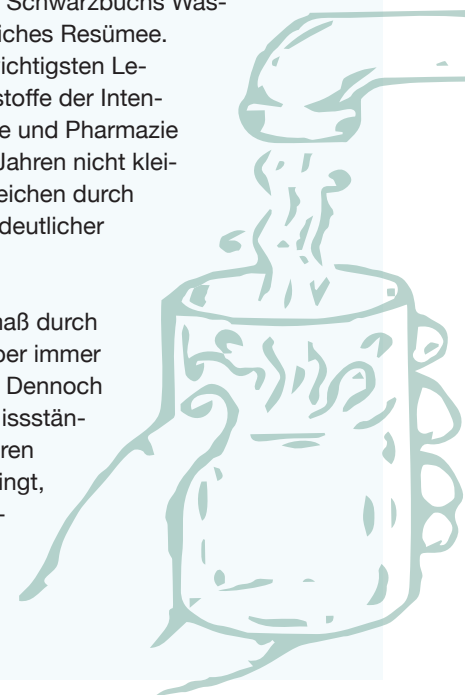 Schwarzbuchs Was-
iches Resümee.
ichtigsten Le-
stoffe der Inten-
e und Pharmazie
Jahren nicht klei-
eichen durch
deutlicher
naß durch
ber immer
Dennoch
issstän-
ren
ingt,
-